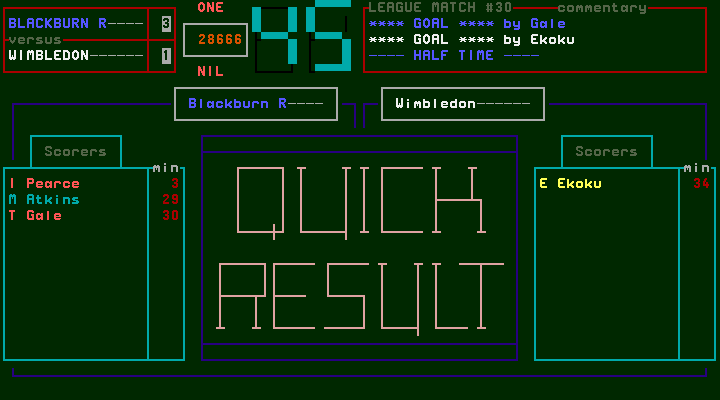 BLACKBURN R---- 3
versus
WIMBLEDON------ 1
ONE
28666
NIL
45
LEAGUE MATCH #30 commentary
**** GOAL **** by Gale
**** GOAL **** by Ekoku
---- HALF TIME ----
Blackburn R----
Wimbledon------
Scorers
min
I Pearce 3
M Atkins 29
T Gale 30
QUICK
RESULT
Scorers
min
E Ekoku 34